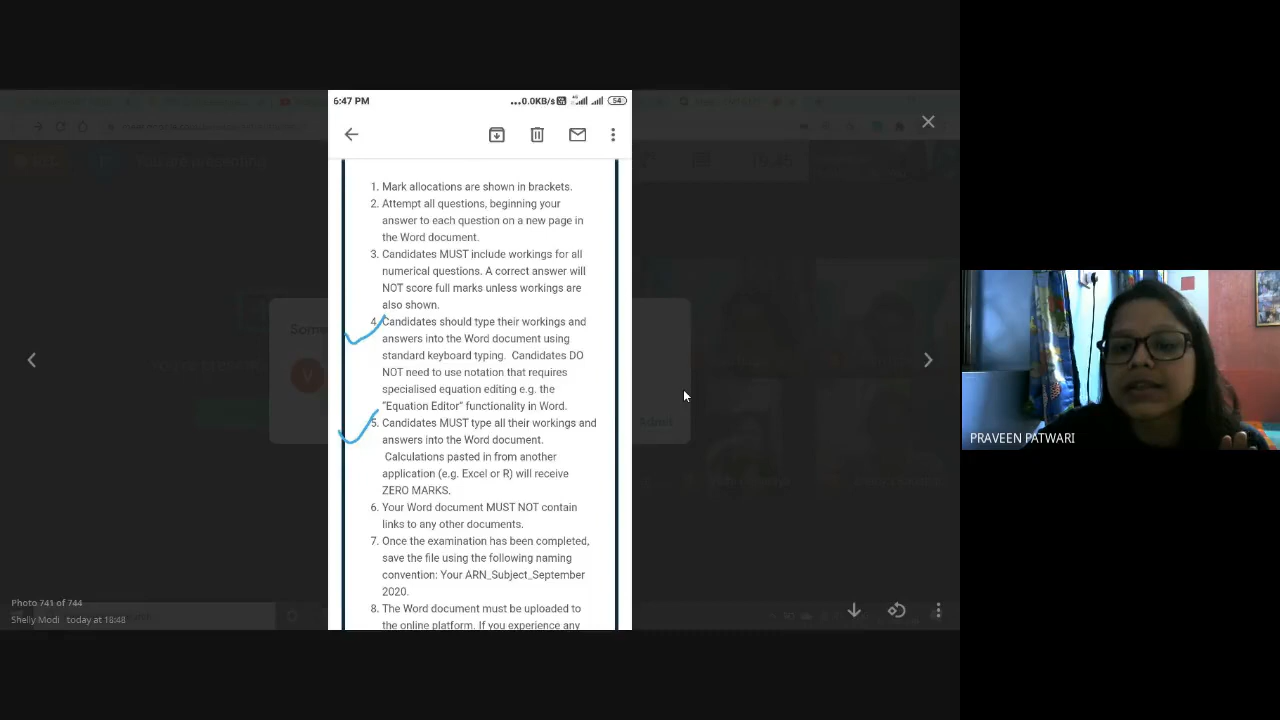 6:47 PM
...0.0KB/s
54
1. Mark allocations are shown in brackets.
2. Attempt all questions, beginning your
answer to each question on a new page in
the Word document.
3. Candidates MUST include workings for all
numerical questions. A correct answer will
NOT score full marks unless workings are
also shown.
4. Candidates should type their workings and
answers into the Word document using
standard keyboard typing. Candidates DO
NOT need to use notation that requires
specialised equation editing e.g. the
"Equation Editor" functionality in Word.
5. Candidates MUST type all their workings and
answers into the Word document.
Calculations pasted in from another
application (e.g. Excel or R) will receive
ZERO MARKS.
6. Your Word document MUST NOT contain
links to any other documents.
7. Once the examination has been completed,
save the file using the following naming
convention: Your ARN_Subject_September
2020.
8. The Word document must be uploaded to
the online platform. If you experience any
You are presenting
19:45
Some
V
Admit
Photo 741 of 744
Shelly Modi today at 18:48
PRAVEEN PATWARI